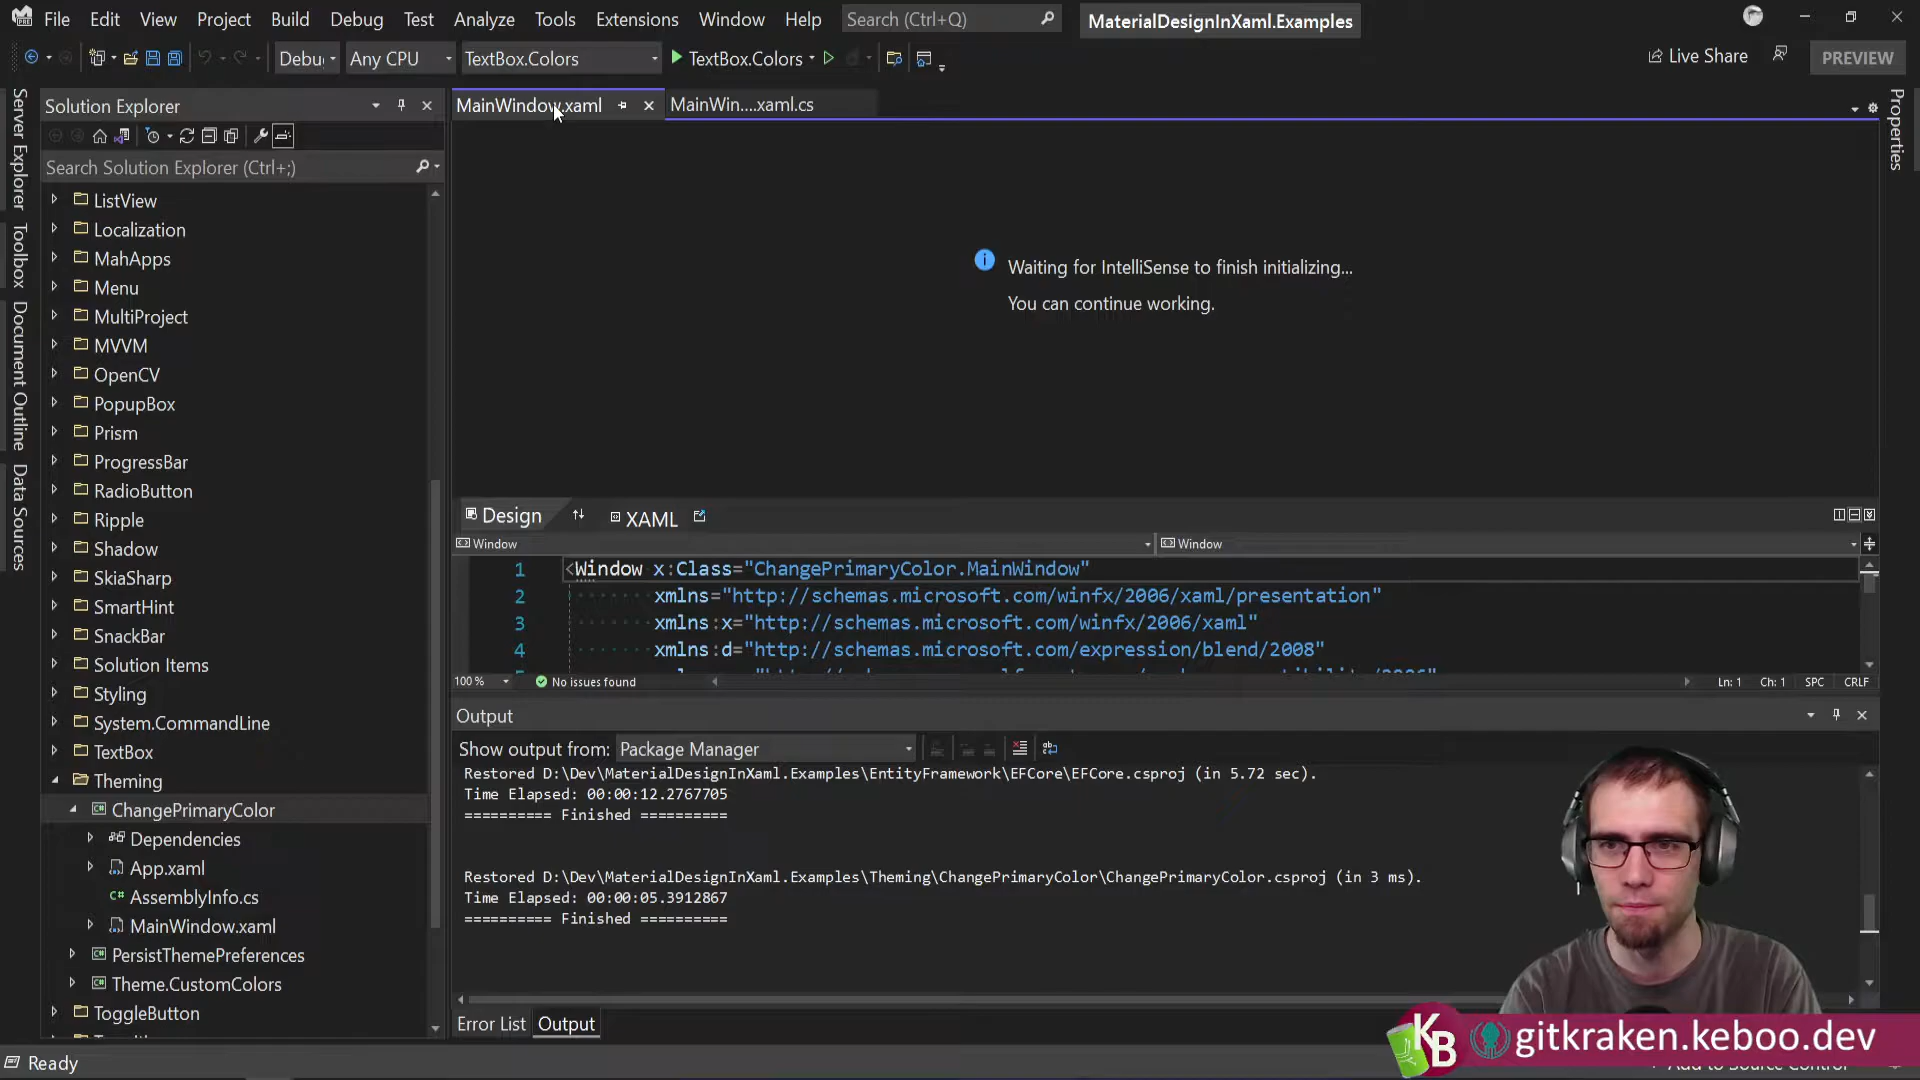 File Edit View Project Build Debug Test Analyze Tools Extensions Window Help Search (Ctrl+Q) MaterialDesignInXaml.Examples
Debu Any CPU TextBox.Colors TextBox.Colors Live Share PREVIEW
Server Explorer
Toolbox
Document Outline
Data Sources
Solution Explorer
Search Solution Explorer (Ctrl+;)
ListView
Localization
MahApps
Menu
MultiProject
MVVM
OpenCV
PopupBox
Prism
ProgressBar
RadioButton
Ripple
Shadow
SkiaSharp
SmartHint
SnackBar
Solution Items
Styling
System.CommandLine
TextBox
Theming
ChangePrimaryColor
Dependencies
App.xaml
AssemblyInfo.cs
MainWindow.xaml
PersistThemePreferences
Theme.CustomColors
ToggleButton
MainWindow.xaml MainWin....xaml.cs
Properties
Waiting for IntelliSense to finish initializing...
You can continue working.
Design XAML
Window Window
1 <Window x:Class="ChangePrimaryColor.MainWindow"
2 xmlns="http://schemas.microsoft.com/winfx/2006/xaml/presentation"
3 xmlns:x="http://schemas.microsoft.com/winfx/2006/xaml"
4 xmlns:d="http://schemas.microsoft.com/expression/blend/2008"
100 % No issues found Ln: 1 Ch: 1 SPC CRLF
Output
Show output from: Package Manager
Restored D:\Dev\MaterialDesignInXaml.Examples\EntityFramework\EFCore\EFCore.csproj (in 5.72 sec).
Time Elapsed: 00:00:12.2767705
========== Finished ==========
Restored D:\Dev\MaterialDesignInXaml.Examples\Theming\ChangePrimaryColor\ChangePrimaryColor.csproj (in 3 ms).
Time Elapsed: 00:00:05.3912867
========== Finished ==========
Error List Output
Ready
KB gitkraken.keboo.dev